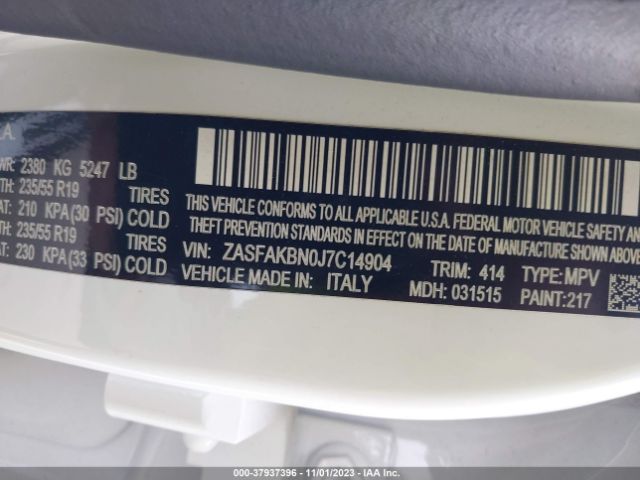 WR: 2380 KG 5247 LB
TH: 235/55 R19 TIRES
AT: 210 KPA(30 PSI) COLD
TH: 235/55 R19 TIRES
AT: 230 KPA(33 PSI) COLD
THIS VEHICLE CONFORMS TO ALL APPLICABLE U.S.A. FEDERAL MOTOR VEHICLE SAFETY AN
THEFT PREVENTION STANDARDS IN EFFECT ON THE DATE OF MANUFACTURE SHOWN ABOVE
VIN: ZASFAKBN0J7C14904 TRIM: 414 TYPE: MPV
VEHICLE MADE IN: ITALY MDH: 031515 PAINT: 217
000-37937396 - 11/01/2023 - IAA Inc.